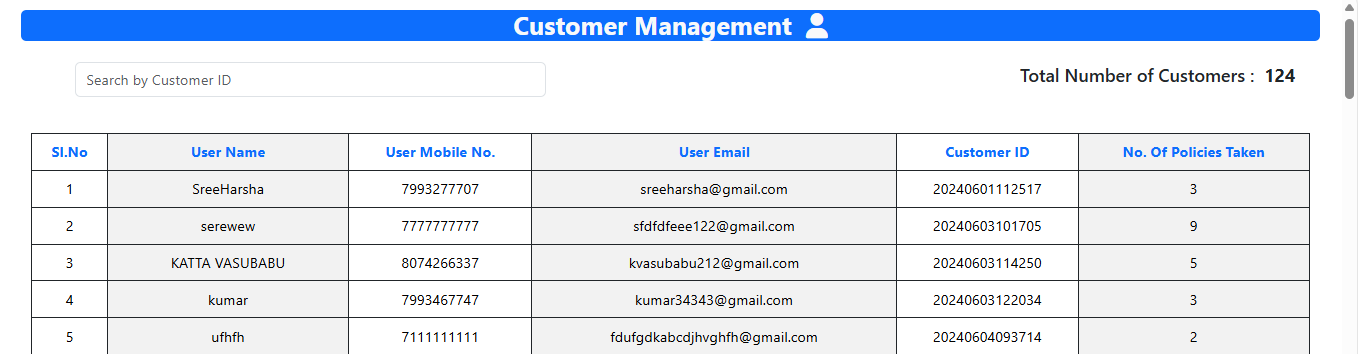 Customer Management
Search by Customer ID
Total Number of Customers : 124
Sl.No User Name User Mobile No. User Email Customer ID No. Of Policies Taken
1 SreeHarsha 7993277707 sreeharsha@gmail.com 20240601112517 3
2 serewew 7777777777 sfdfdfeee122@gmail.com 20240603101705 9
3 KATTA VASUBABU 8074266337 kvasubabu212@gmail.com 20240603114250 5
4 kumar 7993467747 kumar34343@gmail.com 20240603122034 3
5 ufhfh 7111111111 fdufgdkabcdjhvghfh@gmail.com 20240604093714 2